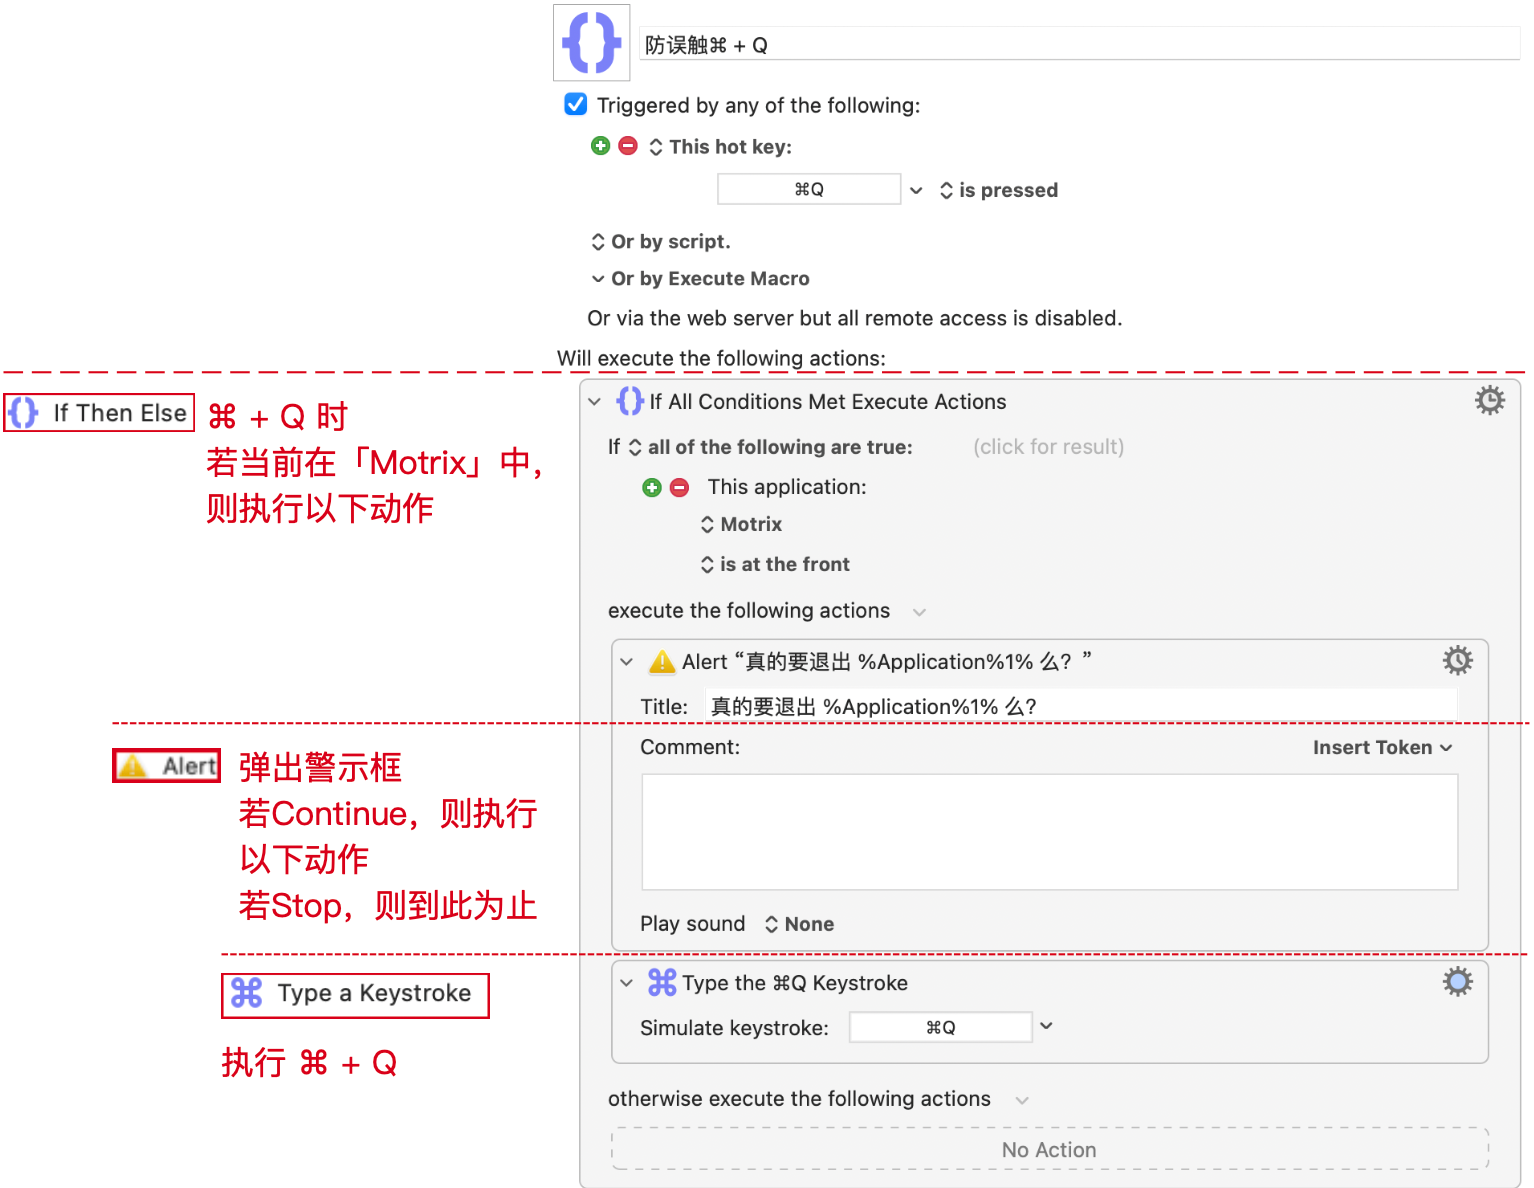 防误触⌘ + Q
Triggered by any of the following:
This hot key:
⌘Q
is pressed
Or by script.
Or by Execute Macro
Or via the web server but all remote access is disabled.
Will execute the following actions:
If Then Else
⌘ + Q 时
若当前在「Motrix」中，
则执行以下动作
If All Conditions Met Execute Actions
If all of the following are true: (click for result)
This application:
Motrix
is at the front
execute the following actions
Alert “真的要退出 %Application%1% 么？”
Title: 真的要退出 %Application%1% 么？
Alert
弹出警示框
若Continue，则执行
以下动作
若Stop，则到此为止
Comment:
Insert Token
Play sound None
Type a Keystroke
执行 ⌘ + Q
Type the ⌘Q Keystroke
Simulate keystroke: ⌘Q
otherwise execute the following actions
No Action